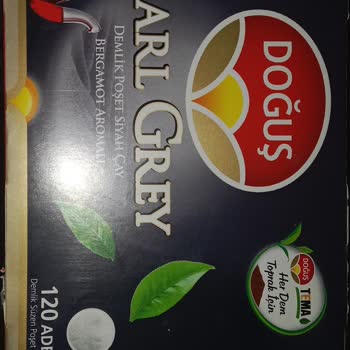 DOĞUŞ
ARL GREY
DEMLİK POŞET SİYAH ÇAY
BERGAMOT AROMALI
DOĞUŞ
TEMA
Her Dem
Toprak İçin
120 ADE
Demlik Süzen Poşet